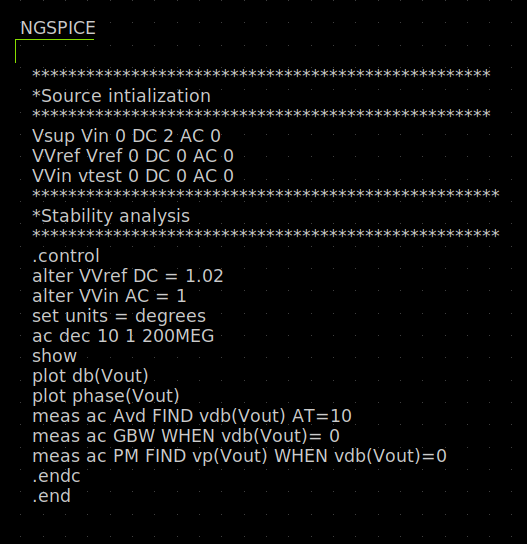 NGSPICE
***************************************************
*Source intialization
***************************************************
Vsup Vin 0 DC 2 AC 0
VVref Vref 0 DC 0 AC 0
VVin vtest 0 DC 0 AC 0
****************************************************
*Stability analysis
****************************************************
.control
alter VVref DC = 1.02
alter VVin AC = 1
set units = degrees
ac dec 10 1 200MEG
show
plot db(Vout)
plot phase(Vout)
meas ac Avd FIND vdb(Vout) AT=10
meas ac GBW WHEN vdb(Vout)= 0
meas ac PM FIND vp(Vout) WHEN vdb(Vout)=0
.endc
.end